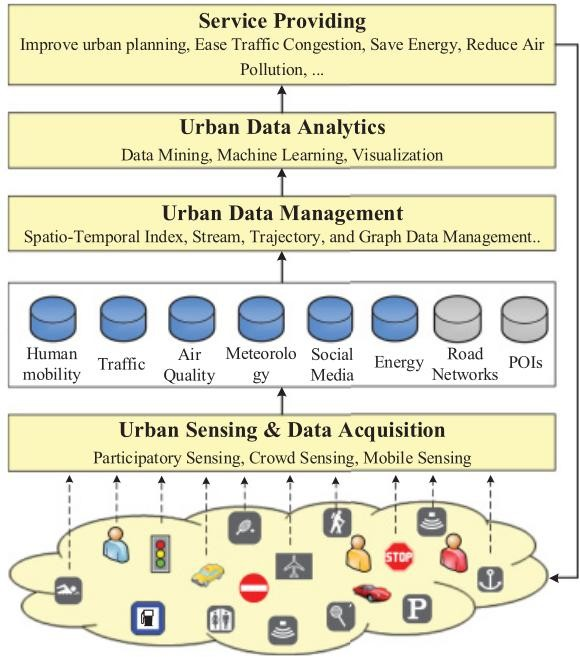 Service Providing
Improve urban planning, Ease Traffic Congestion, Save Energy, Reduce Air
Pollution, ...
Urban Data Analytics
Data Mining, Machine Learning, Visualization
Urban Data Management
Spatio-Temporal Index, Stream, Trajectory, and Graph Data Management..
Human
mobility
Traffic
Air
Quality
Meteorolo
gy
Social
Media
Energy
Road
Networks
POIs
Urban Sensing & Data Acquisition
Participatory Sensing, Crowd Sensing, Mobile Sensing
STOP
P